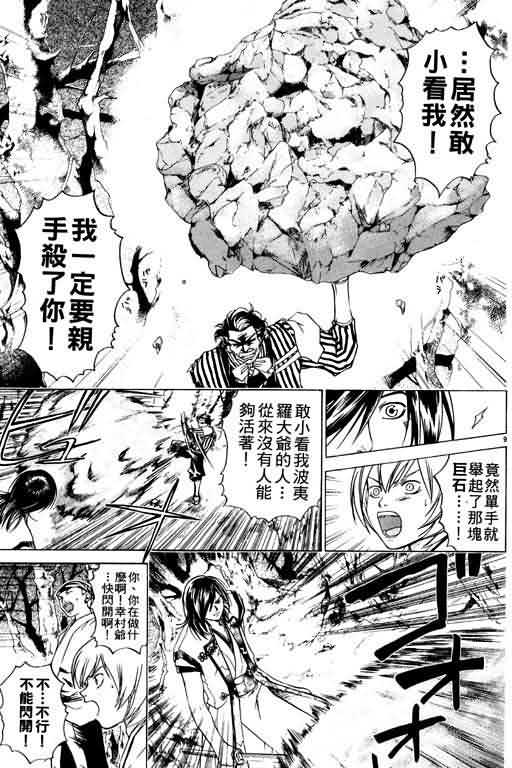 …居然敢
小看我！
我一定要親
手殺了你！
9
竟然單手就
舉起了那塊
巨石……！
敢小看我波夷
羅大爺的人…
從來沒有人能
夠活著！
ゴゴゴ
你、你在做什
麼啊！幸村爺
…快閃開啊！
不…不行！
不能閃開！